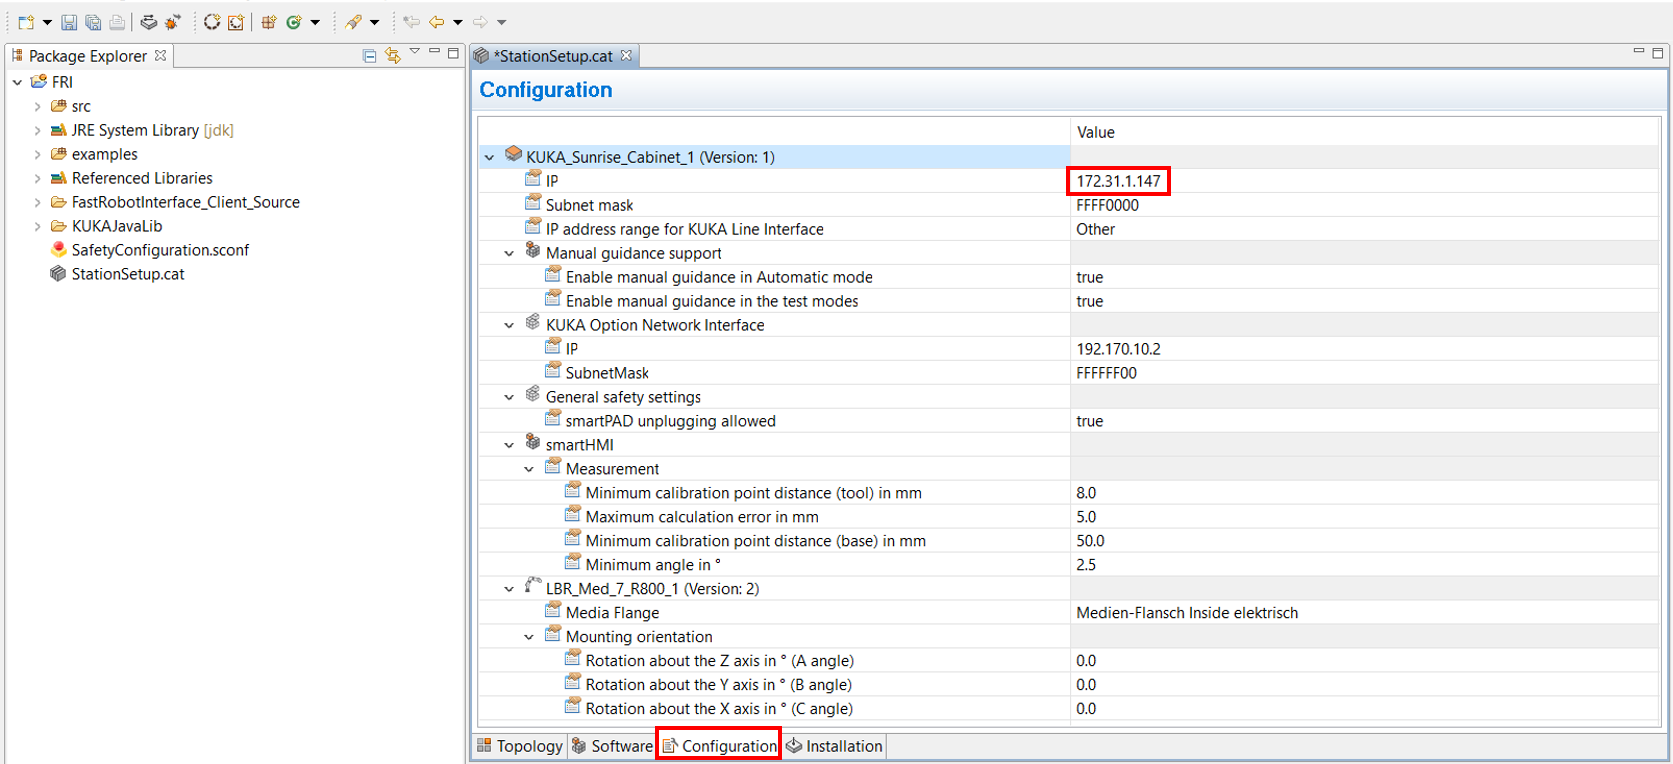 Package Explorer
FRI
src
JRE System Library [jdk]
examples
Referenced Libraries
FastRobotInterface_Client_Source
KUKAJavaLib
SafetyConfiguration.sconf
StationSetup.cat
*StationSetup.cat
Configuration
Value
KUKA_Sunrise_Cabinet_1 (Version: 1)
IP 172.31.1.147
Subnet mask FFFF0000
IP address range for KUKA Line Interface Other
Manual guidance support
Enable manual guidance in Automatic mode true
Enable manual guidance in the test modes true
KUKA Option Network Interface
IP 192.170.10.2
SubnetMask FFFFFF00
General safety settings
smartPAD unplugging allowed true
smartHMI
Measurement
Minimum calibration point distance (tool) in mm 8.0
Maximum calculation error in mm 5.0
Minimum calibration point distance (base) in mm 50.0
Minimum angle in ° 2.5
LBR_Med_7_R800_1 (Version: 2)
Media Flange Medien-Flansch Inside elektrisch
Mounting orientation
Rotation about the Z axis in ° (A angle) 0.0
Rotation about the Y axis in ° (B angle) 0.0
Rotation about the X axis in ° (C angle) 0.0
Topology Software Configuration Installation